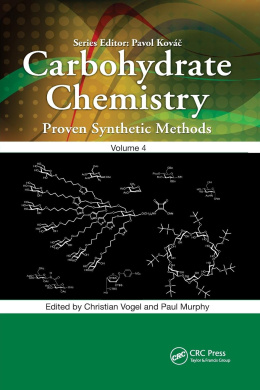 Series Editor: Pavol Kováč
Carbohydrate
Chemistry
Proven Synthetic Methods
Volume 4
Edited by Christian Vogel and Paul Murphy
CRC
CRC Press
Taylor & Francis Group